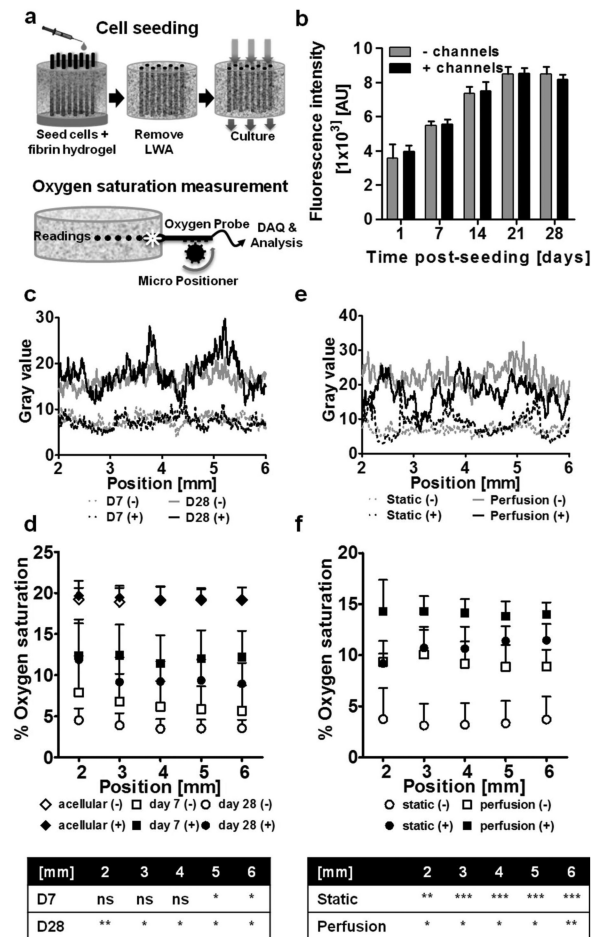 a
Cell seeding
Seed cells +
fibrin hydrogel
Remove
LWA
Culture
Oxygen saturation measurement
Readings
Oxygen Probe
DAQ &
Analysis
Micro Positioner
b
Fluorescence intensity
[1x10³] [AU]
10
8
6
4
2
0
- channels
+ channels
1 7 14 21 28
Time post-seeding [days]
c
Gray value
30
20
10
0
2 3 4 5 6
Position [mm]
D7 (-) D28 (-)
D7 (+) D28 (+)
e
Gray value
40
30
20
10
0
2 3 4 5 6
Position [mm]
Static (-) Perfusion (-)
Static (+) Perfusion (+)
d
% Oxygen saturation
25
20
15
10
5
0
2 3 4 5 6
Position [mm]
acellular (-) day 7 (-) day 28 (-)
acellular (+) day 7 (+) day 28 (+)
f
% Oxygen saturation
20
15
10
5
0
2 3 4 5 6
Position [mm]
static (-) perfusion (-)
static (+) perfusion (+)
[mm] 2 3 4 5 6
D7 ns ns ns * *
D28 ** * * * *
[mm] 2 3 4 5 6
Static ** *** *** *** ***
Perfusion * * * * **